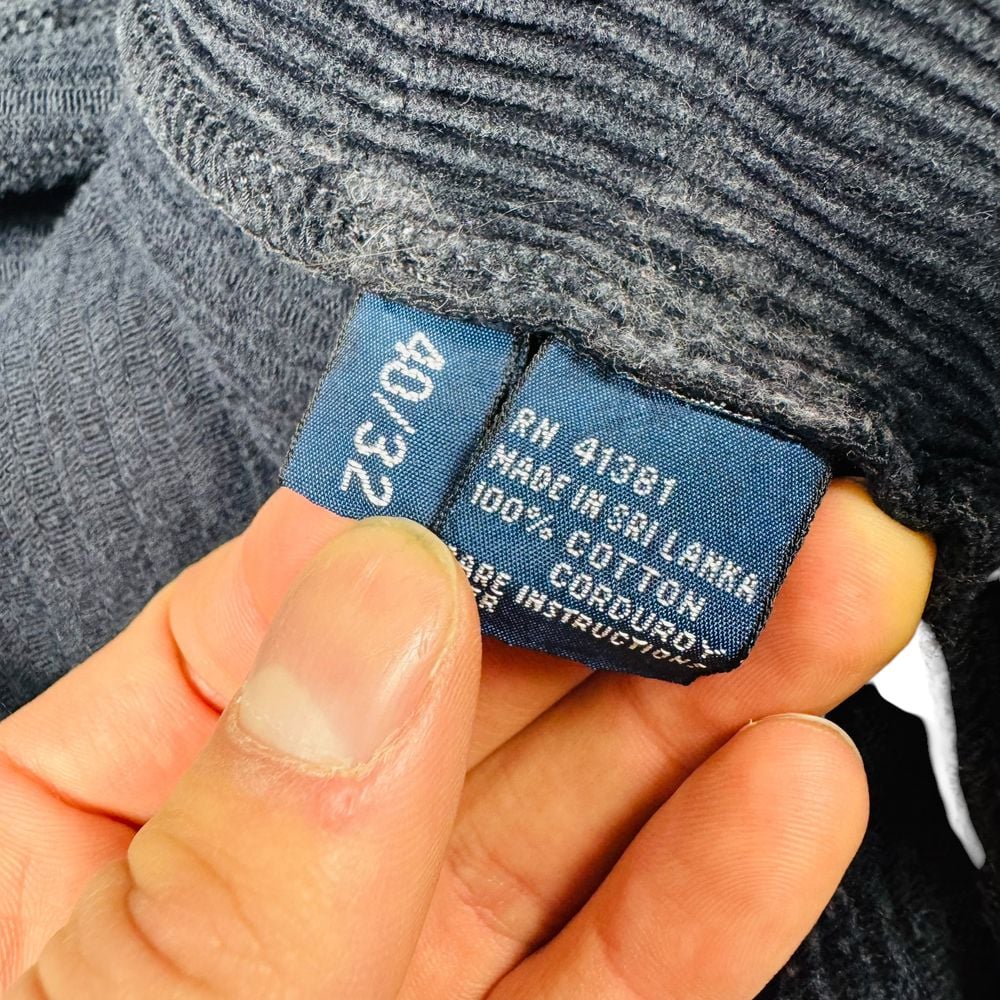 40/32
RN 41381
MADE IN SRI LANKA
100% COTTON
CORDUROY
INSTRUCTIONS